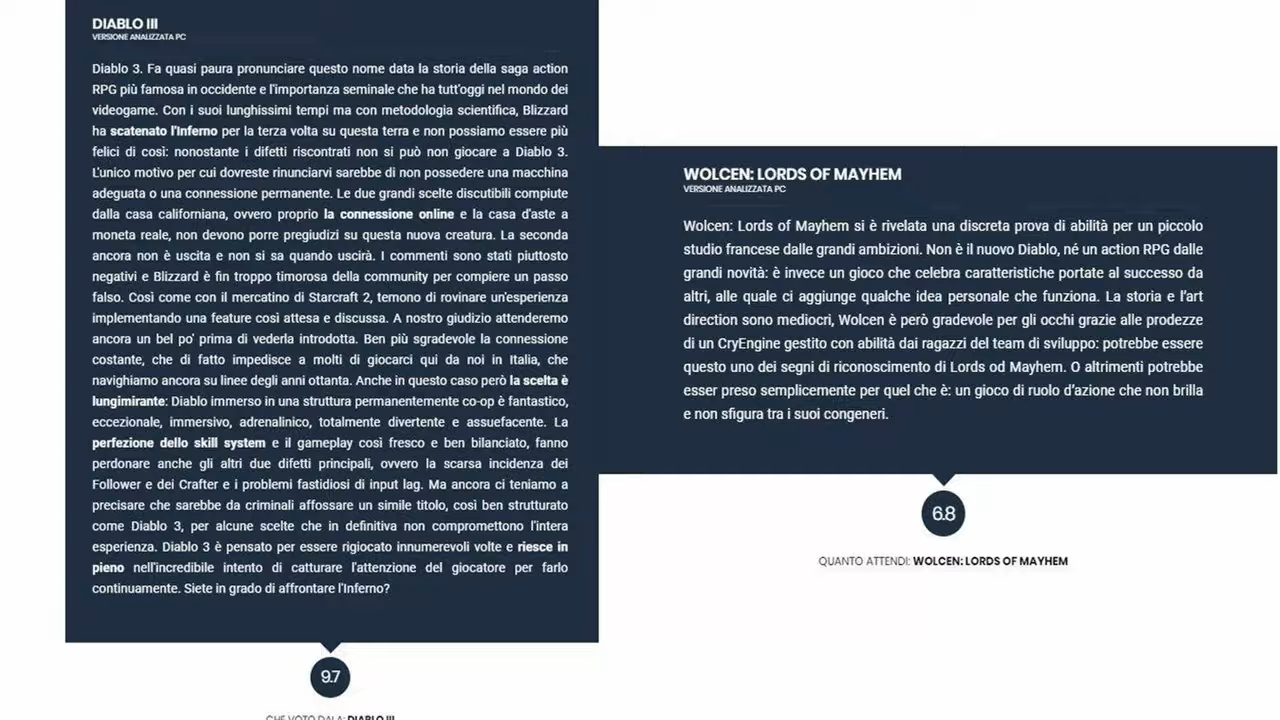 DIABLO III
VERSIONE ANALIZZATA PC
Diablo 3. Fa quasi paura pronunciare questo nome data la storia della saga action
RPG più famosa in occidente e l'importanza seminale che ha tutt'oggi nel mondo dei
videogame. Con i suoi lunghissimi tempi ma con metodologia scientifica, Blizzard
ha scatenato l'Inferno per la terza volta su questa terra e non possiamo essere più
felici di così: nonostante i difetti riscontrati non si può non giocare a Diablo 3.
L'unico motivo per cui dovreste rinunciarvi sarebbe di non possedere una macchina
adeguata o una connessione permanente. Le due grandi scelte discutibili compiute
dalla casa californiana, ovvero proprio la connessione online e la casa d'aste a
moneta reale, non devono porre pregiudizi su questa nuova creatura. La seconda
ancora non è uscita e non si sa quando uscirà. I commenti sono stati piuttosto
negativi e Blizzard è fin troppo timorosa della community per compiere un passo
falso. Così come con il mercatino di Starcraft 2, temono di rovinare un'esperienza
implementando una feature così attesa e discussa. A nostro giudizio attenderemo
ancora un bel po' prima di vederla introdotta. Ben più sgradevole la connessione
costante, che di fatto impedisce a molti di giocarci qui da noi in Italia, che
navighiamo ancora su linee degli anni ottanta. Anche in questo caso però la scelta è
lungimirante: Diablo immerso in una struttura permanentemente co-op è fantastico,
eccezionale, immersivo, adrenalinico, totalmente divertente e assuefacente. La
perfezione dello skill system e il gameplay così fresco e ben bilanciato, fanno
perdonare anche gli altri due difetti principali, ovvero la scarsa incidenza dei
Follower e dei Crafter e i problemi fastidiosi di input lag. Ma ancora ci teniamo a
precisare che sarebbe da criminali affossare un simile titolo, così ben strutturato
come Diablo 3, per alcune scelte che in definitiva non compromettono l'intera
esperienza. Diablo 3 è pensato per essere rigiocato innumerevoli volte e riesce in
pieno nell'incredibile intento di catturare l'attenzione del giocatore per farlo
continuamente. Siete in grado di affrontare l'Inferno?
9.7
CHE VOTO DAI A: DIABLO III
WOLCEN: LORDS OF MAYHEM
VERSIONE ANALIZZATA PC
Wolcen: Lords of Mayhem si è rivelata una discreta prova di abilità per un piccolo
studio francese dalle grandi ambizioni. Non è il nuovo Diablo, né un action RPG dalle
grandi novità: è invece un gioco che celebra caratteristiche portate al successo da
altri, alle quale ci aggiunge qualche idea personale che funziona. La storia e l'art
direction sono mediocri, Wolcen è però gradevole per gli occhi grazie alle prodezze
di un CryEngine gestito con abilità dai ragazzi del team di sviluppo: potrebbe essere
questo uno dei segni di riconoscimento di Lords od Mayhem. O altrimenti potrebbe
esser preso semplicemente per quel che è: un gioco di ruolo d'azione che non brilla
e non sfigura tra i suoi congeneri.
6.8
QUANTO ATTENDI: WOLCEN: LORDS OF MAYHEM